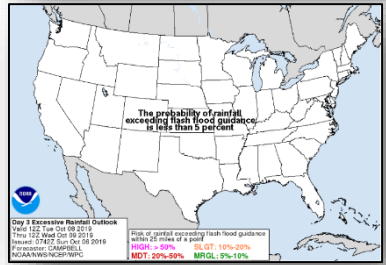 The probability of rainfall
exceeding flash flood guidance
is less than 5 percent
NOAA
Day 3 Excessive Rainfall Outlook
Valid 12Z Tue Oct 08 2019
Thru 12Z Wed Oct 09 2019
Issued: 0742Z Sun Oct 06 2019
Forecaster: CAMPBELL
NOAA/NWS/NCEP/WPC
Risk of rainfall exceeding flash flood guidance
within 25 miles of a point
HIGH: > 50% SLGT: 10%-20%
MDT: 20%-50% MRGL: 5%-10%